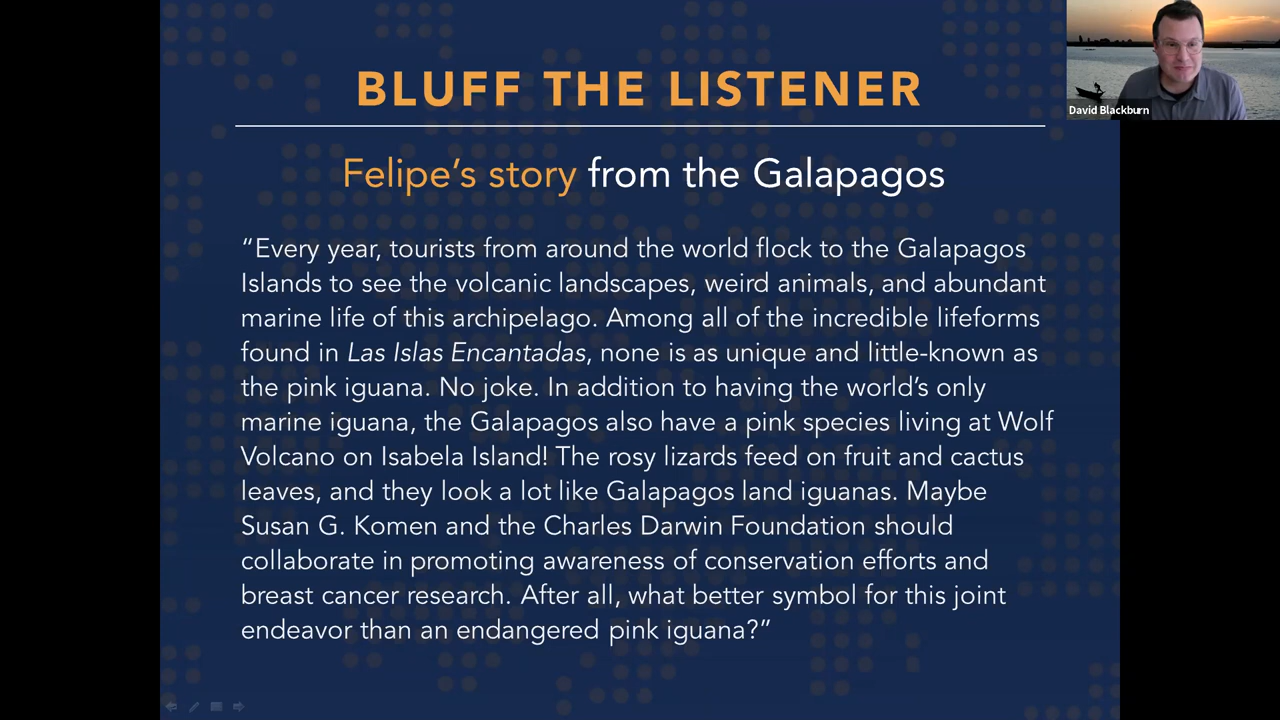 BLUFF THE LISTENER
David Blackburn
Felipe’s story from the Galapagos
“Every year, tourists from around the world flock to the Galapagos
Islands to see the volcanic landscapes, weird animals, and abundant
marine life of this archipelago. Among all of the incredible lifeforms
found in Las Islas Encantadas, none is as unique and little-known as
the pink iguana. No joke. In addition to having the world’s only
marine iguana, the Galapagos also have a pink species living at Wolf
Volcano on Isabela Island! The rosy lizards feed on fruit and cactus
leaves, and they look a lot like Galapagos land iguanas. Maybe
Susan G. Komen and the Charles Darwin Foundation should
collaborate in promoting awareness of conservation efforts and
breast cancer research. After all, what better symbol for this joint
endeavor than an endangered pink iguana?”